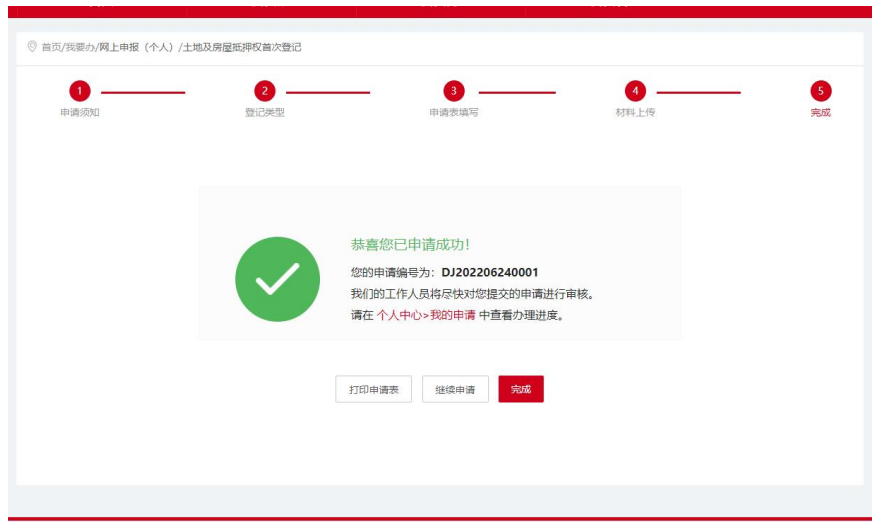 首页/我要办/网上申报（个人）/土地及房屋抵押权首次登记
1 2 3 4 5
申请须知 登记类型 申请表填写 材料上传 完成
恭喜您已申请成功！
您的申请编号为：DJ202206240001
我们的工作人员将尽快对您提交的申请进行审核。
请在 个人中心>我的申请 中查看办理进度。
打印申请表 继续申请 完成